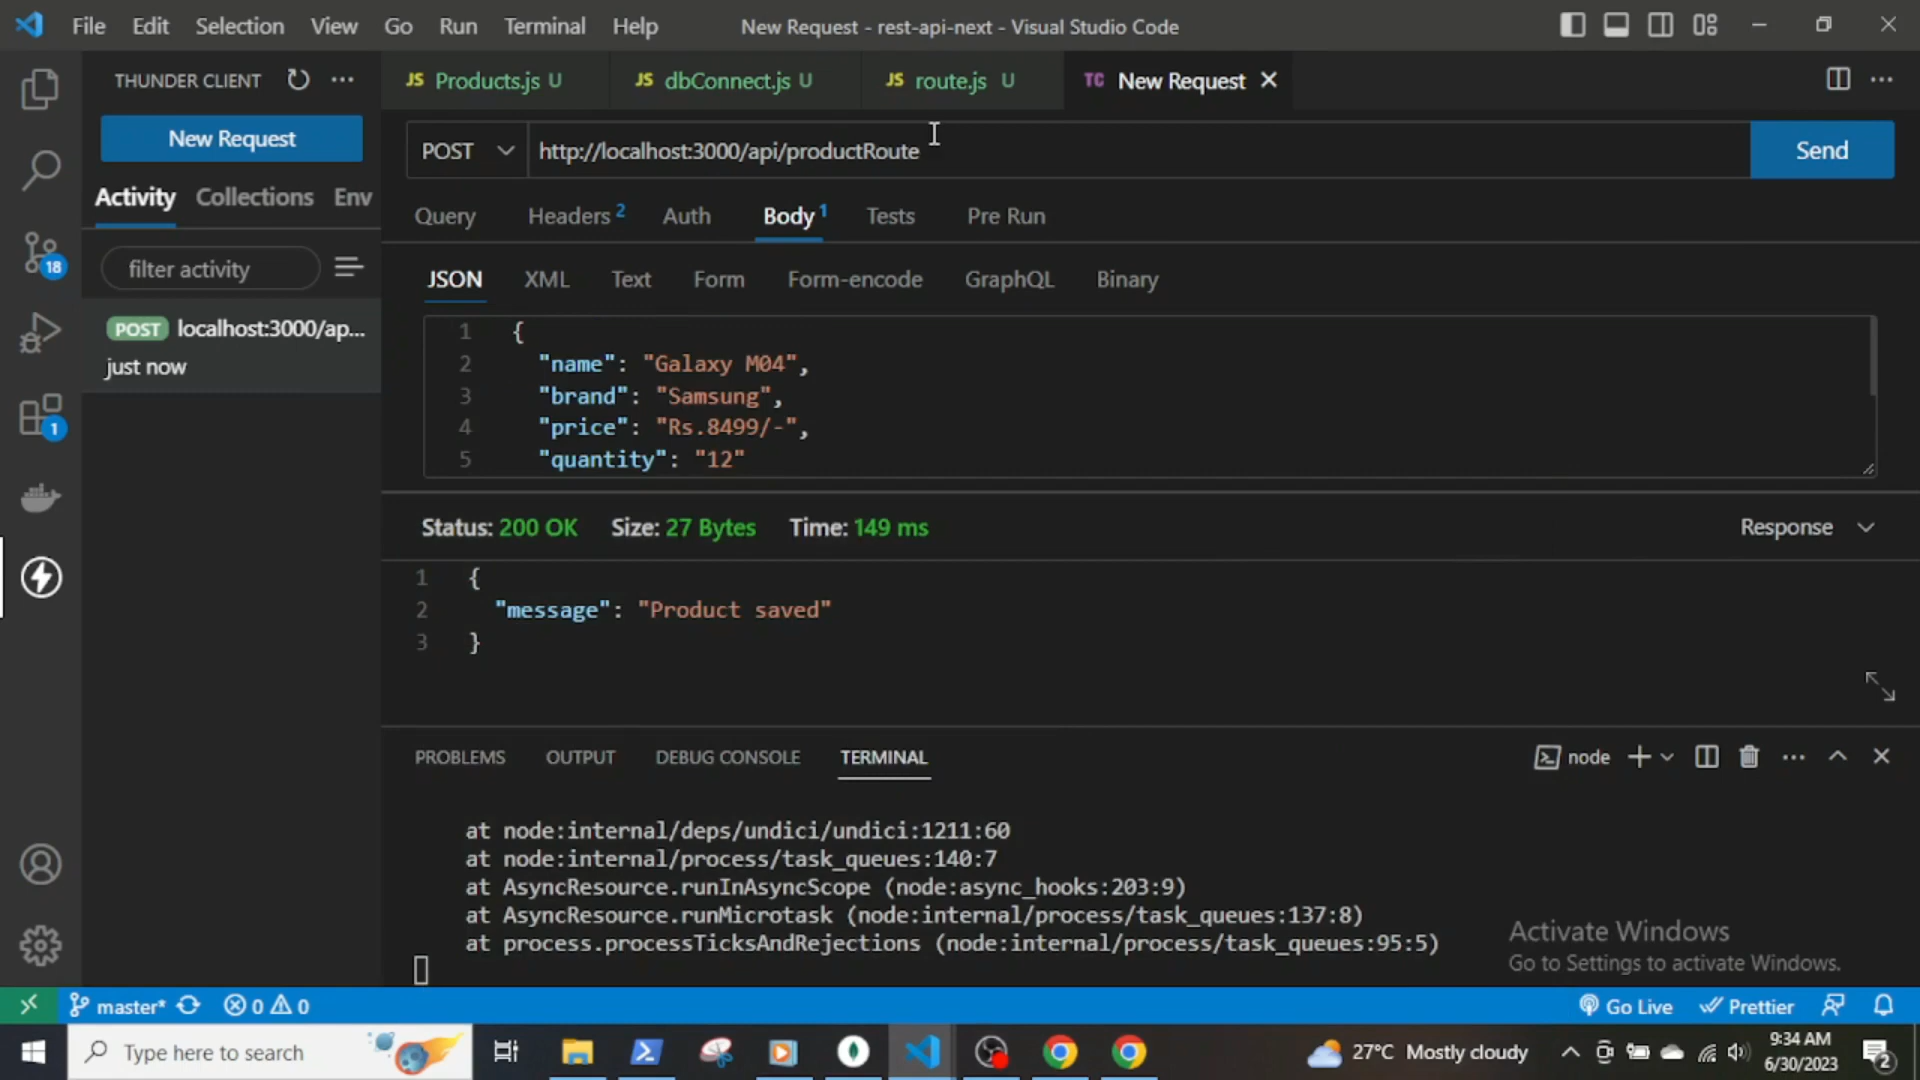 File Edit Selection View Go Run Terminal Help New Request - rest-api-next - Visual Studio Code
THUNDER CLIENT
JS Products.js U JS dbConnect.js U JS route.js U TC New Request
New Request
POST http://localhost:3000/api/productRoute Send
Activity Collections Env
Query Headers 2 Auth Body 1 Tests Pre Run
filter activity
JSON XML Text Form Form-encode GraphQL Binary
18
POST localhost:3000/ap...
just now
1 {
2 "name": "Galaxy M04",
3 "brand": "Samsung",
4 "price": "Rs.8499/-",
5 "quantity": "12"
1
Status: 200 OK Size: 27 Bytes Time: 149 ms Response
1 {
2 "message": "Product saved"
3 }
PROBLEMS OUTPUT DEBUG CONSOLE TERMINAL node
at node:internal/deps/undici/undici:1211:60
at node:internal/process/task_queues:140:7
at AsyncResource.runInAsyncScope (node:async_hooks:203:9)
at AsyncResource.runMicrotask (node:internal/process/task_queues:137:8)
at process.processTicksAndRejections (node:internal/process/task_queues:95:5)
Activate Windows
Go to Settings to activate Windows.
master* 0 0 Go Live Prettier
Type here to search 27°C Mostly cloudy 9:34 AM
6/30/2023
2